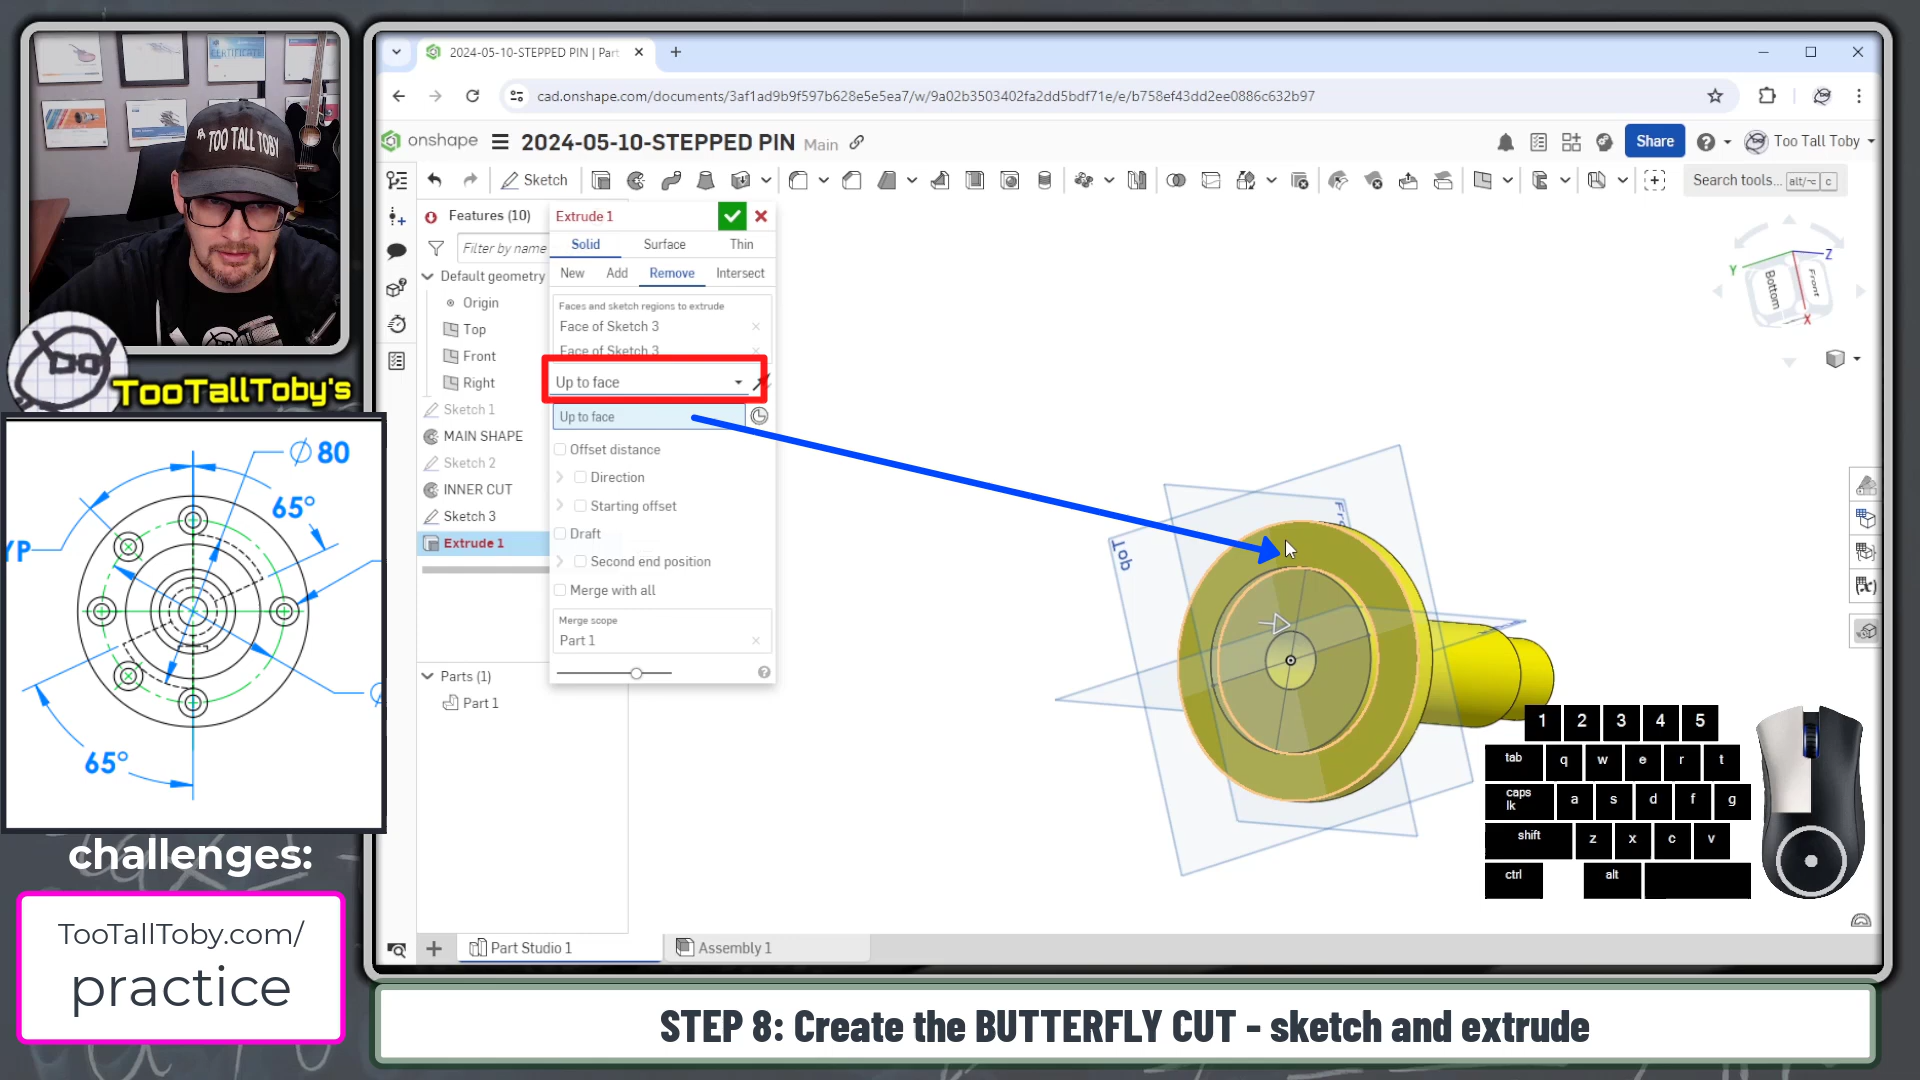 2024-05-10-STEPPED PIN | Part
cad.onshape.com/documents/3af1ad9b9f597b628e5e5ea7/w/9a02b3503402fa2dd5bdf71e/e/b758ef43dd2ee0886c632b97
onshape
2024-05-10-STEPPED PIN Main
Share
Too Tall Toby
Sketch
Search tools... alt/⌥ c
Features (10)
Filter by name
Default geometry
Origin
Top
Front
Right
Sketch 1
MAIN SHAPE
Sketch 2
INNER CUT
Sketch 3
Extrude 1
Parts (1)
Part 1
Extrude 1
Solid Surface Thin
New Add Remove Intersect
Faces and sketch regions to extrude
Face of Sketch 3
Face of Sketch 3
Up to face
Up to face
Offset distance
Direction
Starting offset
Draft
Second end position
Merge with all
Merge scope
Part 1
Y Z X
Bottom
Front
Part Studio 1
Assembly 1
1 2 3 4 5
tab q w e r t
caps lk a s d f g
shift z x c v
ctrl alt
TOO TALL TOBY
CERTIFICATE
TooTallToby's
Ø 80
65°
YP
65°
challenges:
TooTallToby.com/
practice
STEP 8: Create the BUTTERFLY CUT - sketch and extrude